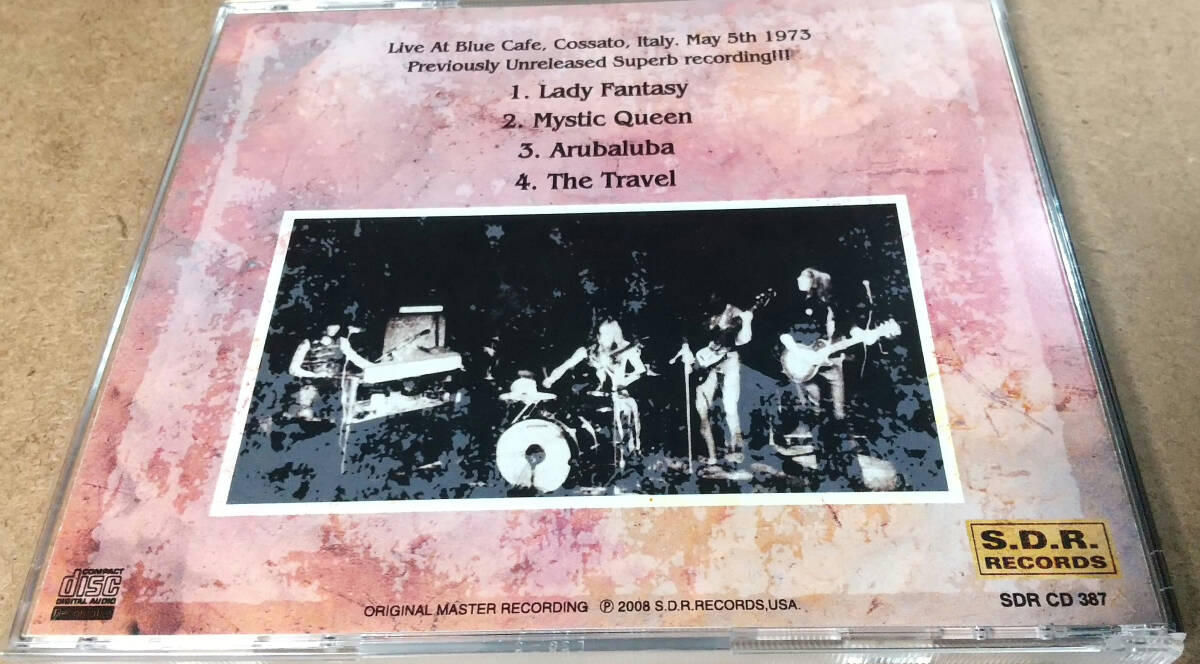 Live At Blue Cafe, Cossato, Italy. May 5th 1973
Previously Unreleased Superb recording!!!
1. Lady Fantasy
2. Mystic Queen
3. Arubaluba
4. The Travel
S.D.R.
RECORDS
COMPACT
disc
DIGITAL AUDIO
ORIGINAL MASTER RECORDING ℗ 2008 S.D.R.RECORDS,USA.
SDR CD 387